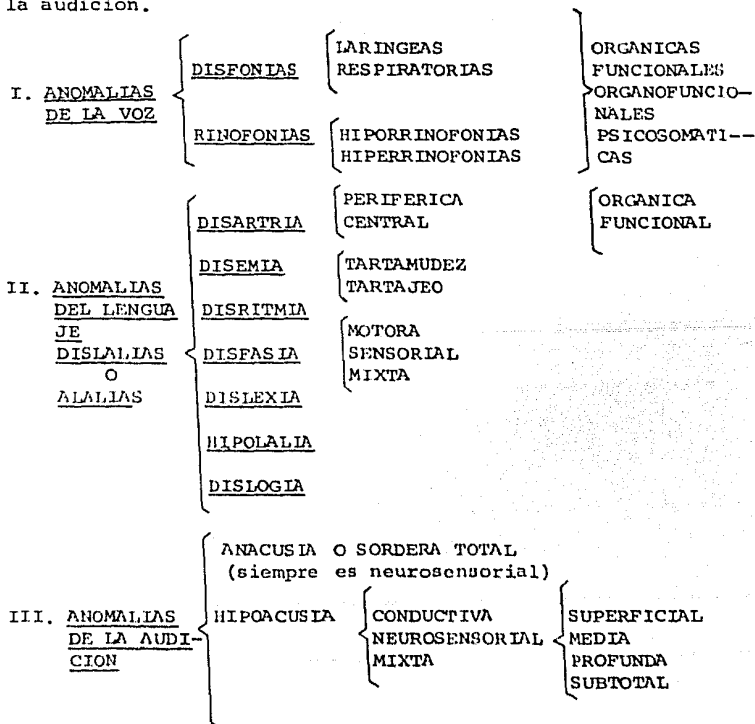 la audición.
I. ANOMALIAS
DE LA VOZ
DISFONIAS
LARINGEAS
RESPIRATORIAS
RINOFONIAS
HIPORRINOFONIAS
HIPERRINOFONIAS
ORGANICAS
FUNCIONALES
ORGANOFUNCIO-
NALES
PSICOSOMATI--
CAS
II. ANOMALIAS
DEL LENGUA
JE
DISLALIAS
O
ALALIAS
DISARTRIA
PERIFERICA
CENTRAL
ORGANICA
FUNCIONAL
DISEMIA
TARTAMUDEZ
TARTAJEO
DISRITMIA
DISFASIA
MOTORA
SENSORIAL
MIXTA
DISLEXIA
HIPOLALIA
DISLOGIA
III. ANOMALIAS
DE LA AUDI-
CION
ANACUSIA O SORDERA TOTAL
(siempre es neurosensorial)
HIPOACUSIA
CONDUCTIVA
NEUROSENSORIAL
MIXTA
SUPERFICIAL
MEDIA
PROFUNDA
SUBTOTAL